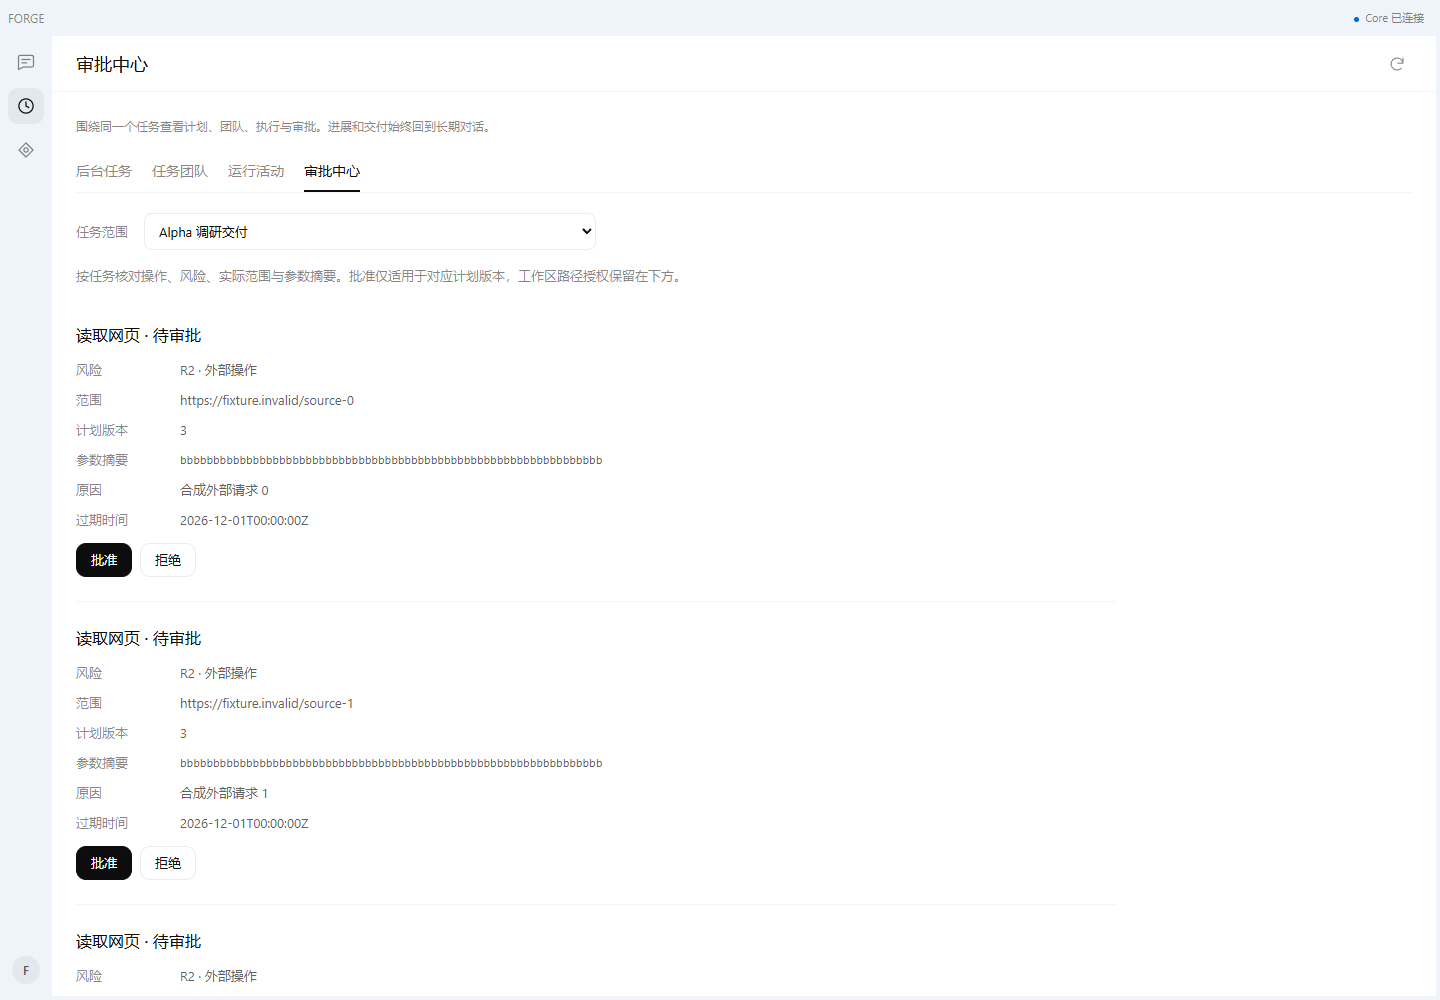 FORGE
Core 已连接
审批中心
围绕同一个任务查看计划、团队、执行与审批。进展和交付始终回到长期对话。
后台任务 任务团队 运行活动 审批中心
任务范围 Alpha 调研交付
按任务核对操作、风险、实际范围与参数摘要。批准仅适用于对应计划版本，工作区路径授权保留在下方。
读取网页 · 待审批
风险 R2 · 外部操作
范围 https://fixture.invalid/source-0
计划版本 3
参数摘要 bbbbbbbbbbbbbbbbbbbbbbbbbbbbbbbbbbbbbbbbbbbbbbbbbbbbbbbbbbbbbbbb
原因 合成外部请求 0
过期时间 2026-12-01T00:00:00Z
批准 拒绝
读取网页 · 待审批
风险 R2 · 外部操作
范围 https://fixture.invalid/source-1
计划版本 3
参数摘要 bbbbbbbbbbbbbbbbbbbbbbbbbbbbbbbbbbbbbbbbbbbbbbbbbbbbbbbbbbbbbbbb
原因 合成外部请求 1
过期时间 2026-12-01T00:00:00Z
批准 拒绝
读取网页 · 待审批
风险 R2 · 外部操作
F